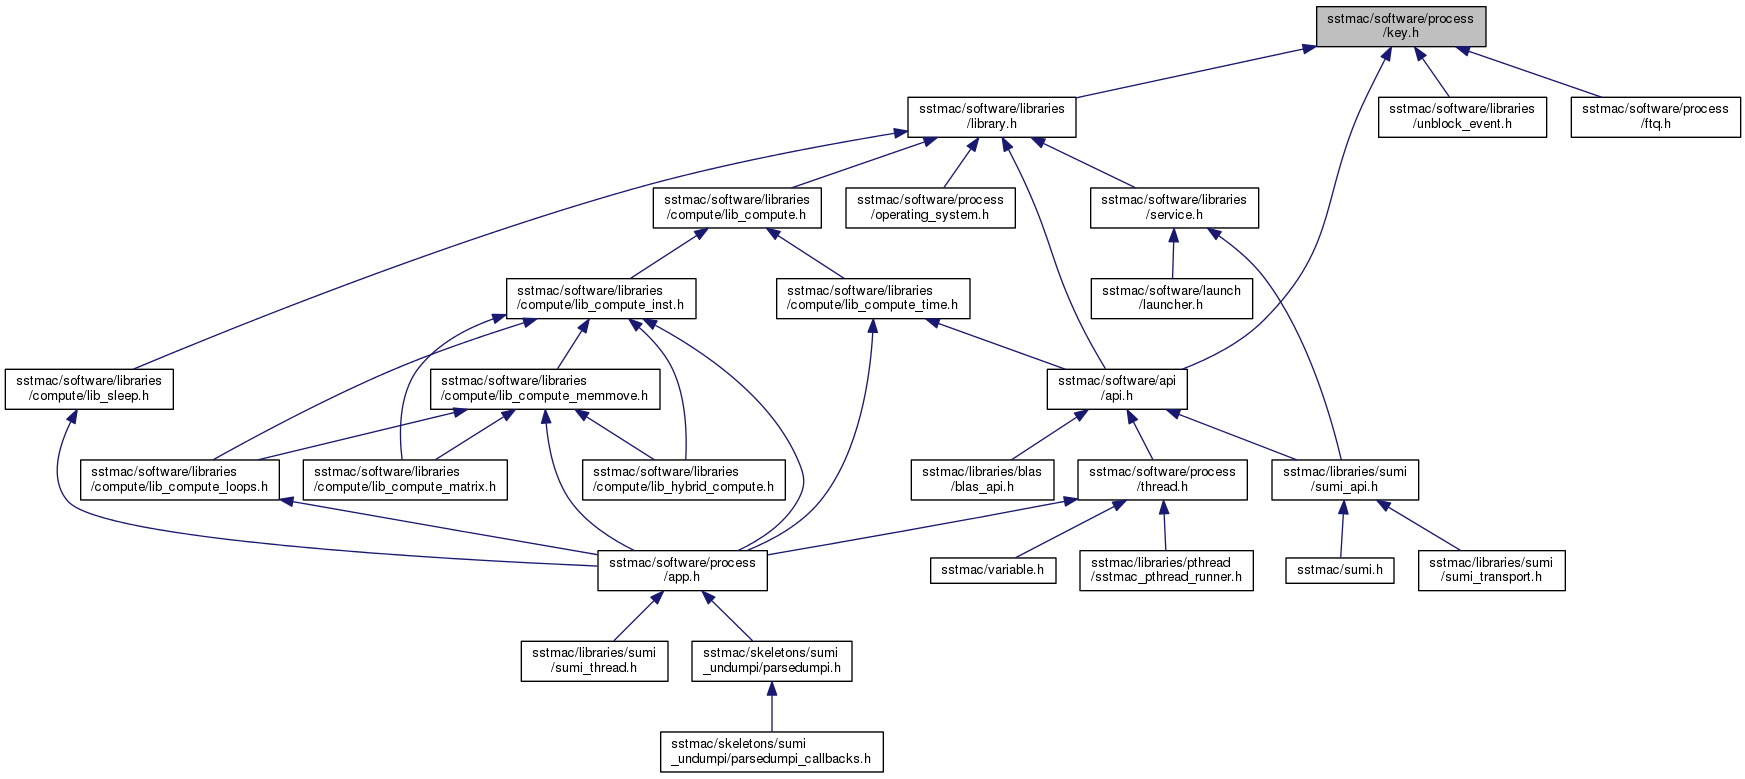 sstmac/software/process
/key.h
sstmac/software/libraries
/library.h
sstmac/software/libraries
/unblock_event.h
sstmac/software/process
/ftq.h
sstmac/software/libraries
/compute/lib_compute.h
sstmac/software/process
/operating_system.h
sstmac/software/libraries
/service.h
sstmac/software/libraries
/compute/lib_compute_inst.h
sstmac/software/libraries
/compute/lib_compute_time.h
sstmac/software/launch
/launcher.h
sstmac/software/libraries
/compute/lib_sleep.h
sstmac/software/libraries
/compute/lib_compute_memmove.h
sstmac/software/api
/api.h
sstmac/software/libraries
/compute/lib_compute_loops.h
sstmac/software/libraries
/compute/lib_compute_matrix.h
sstmac/software/libraries
/compute/lib_hybrid_compute.h
sstmac/libraries/blas
/blas_api.h
sstmac/software/process
/thread.h
sstmac/libraries/sumi
/sumi_api.h
sstmac/software/process
/app.h
sstmac/variable.h
sstmac/libraries/pthread
/sstmac_pthread_runner.h
sstmac/sumi.h
sstmac/libraries/sumi
/sumi_transport.h
sstmac/libraries/sumi
/sumi_thread.h
sstmac/skeletons/sumi
_undumpi/parsedumpi.h
sstmac/skeletons/sumi
_undumpi/parsedumpi_callbacks.h